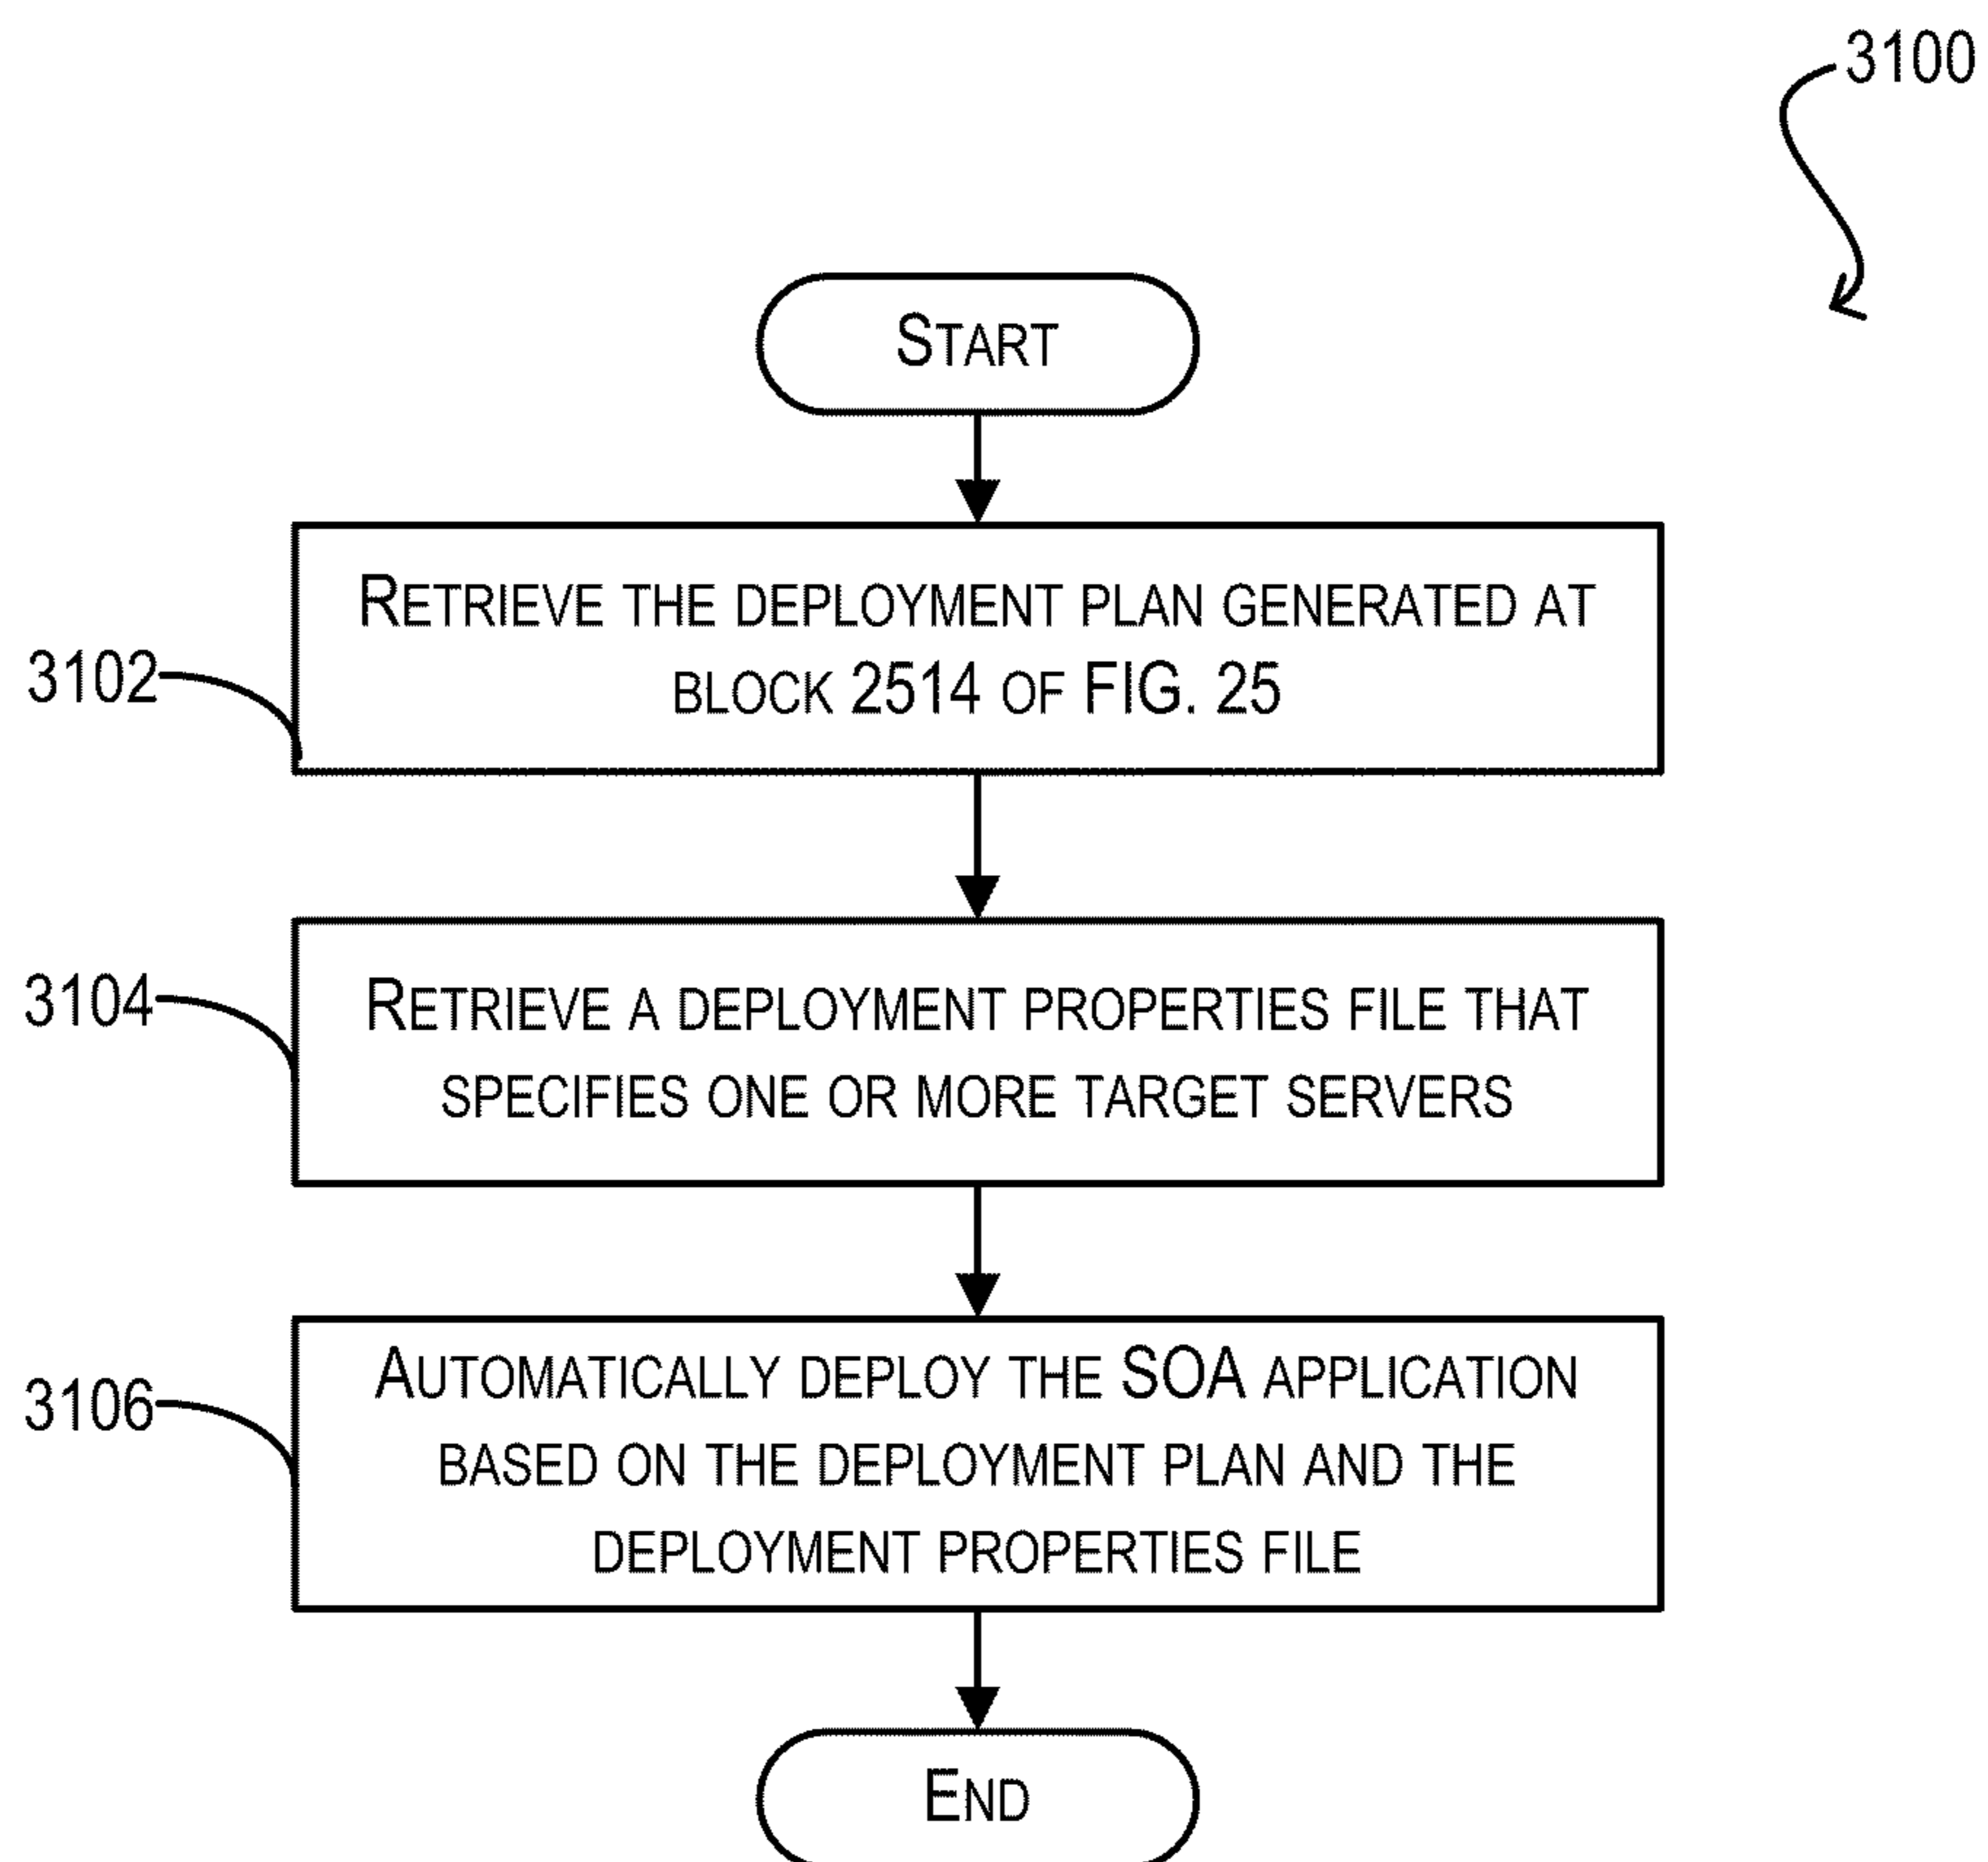 3100
Start
Retrieve the deployment plan generated at
block 2514 of FIG. 25
3102
Retrieve a deployment properties file that
specifies one or more target servers
3104
Automatically deploy the SOA application
based on the deployment plan and the
deployment properties file
3106
End